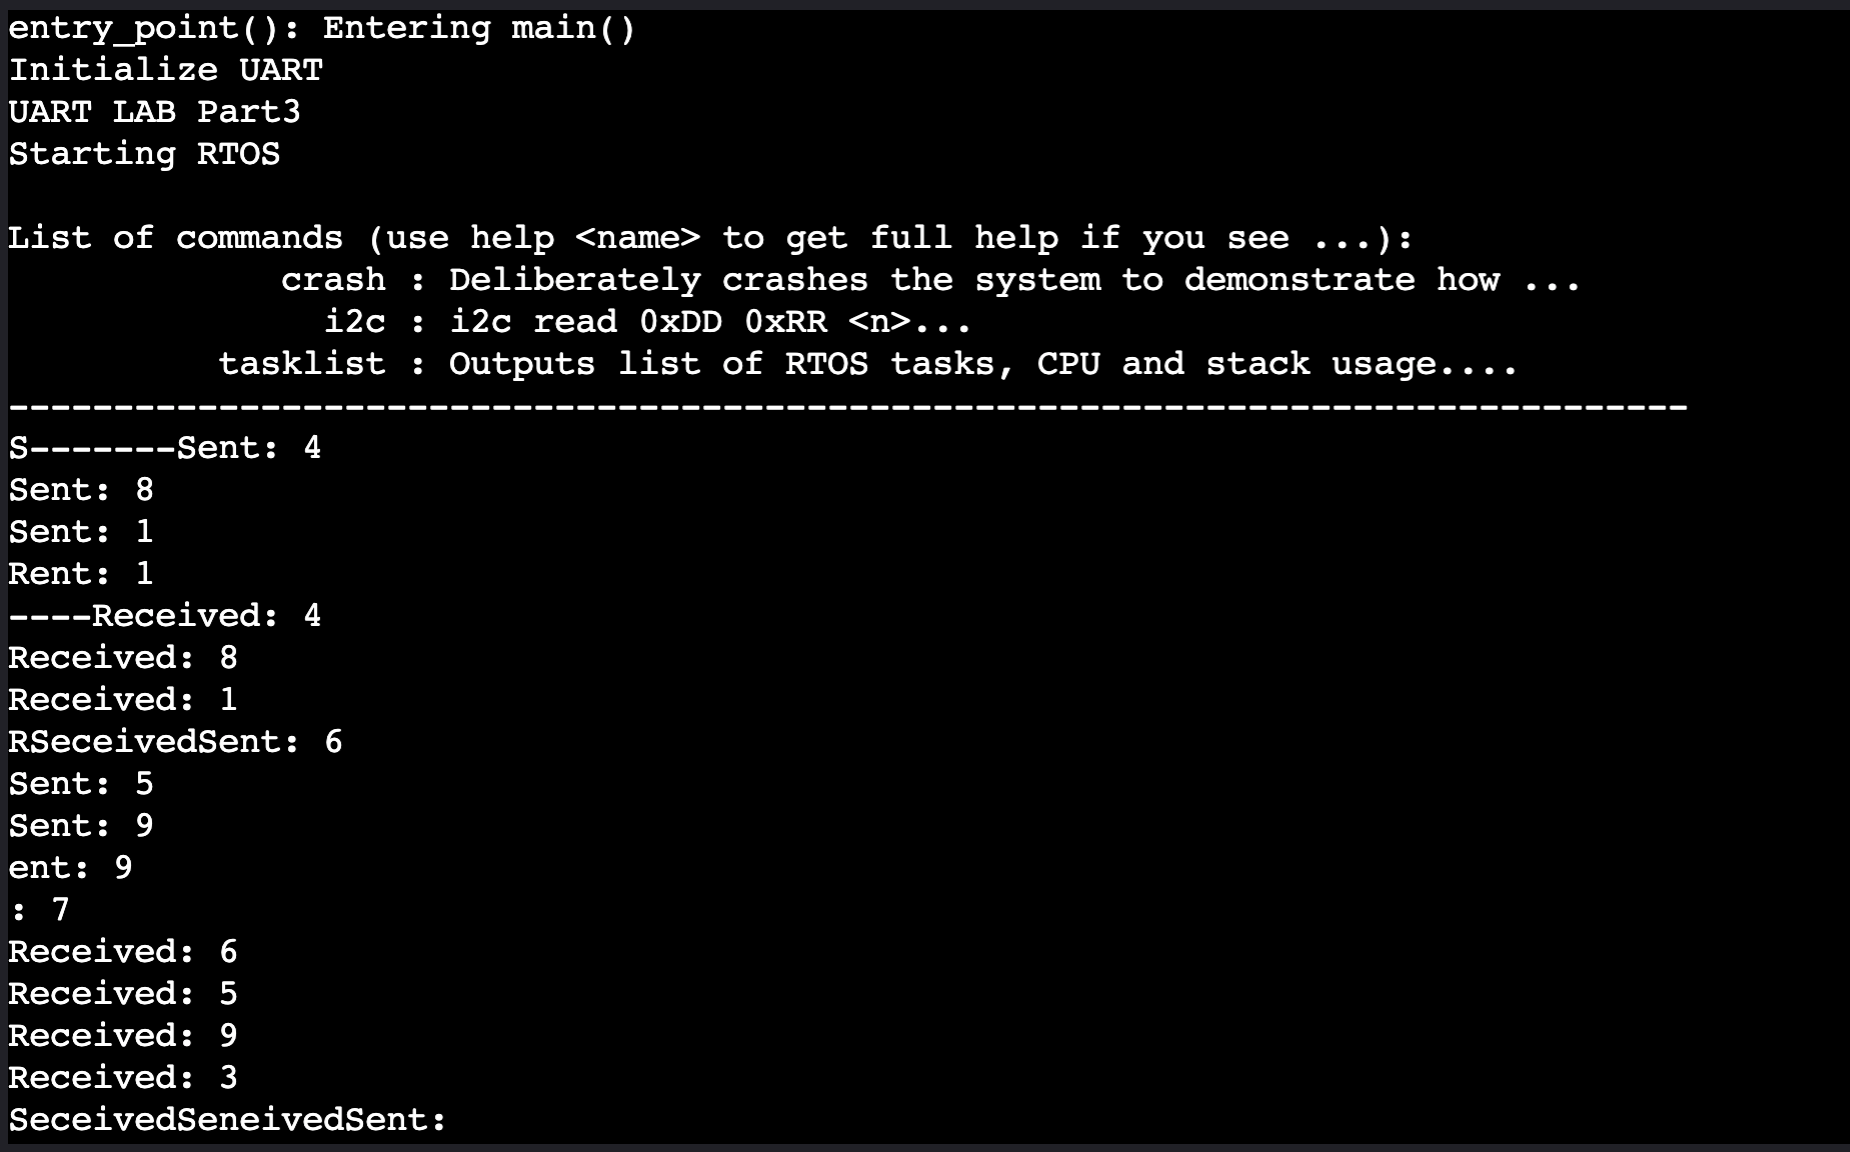 entry_point(): Entering main()
Initialize UART
UART LAB Part3
Starting RTOS
List of commands (use help <name> to get full help if you see ...):
crash : Deliberately crashes the system to demonstrate how ...
i2c : i2c read 0xDD 0xRR <n>...
tasklist : Outputs list of RTOS tasks, CPU and stack usage....
--------------------------------------------------------------------------------
S-------Sent: 4
Sent: 8
Sent: 1
Rent: 1
----Received: 4
Received: 8
Received: 1
RSeceivedSent: 6
Sent: 5
Sent: 9
ent: 9
: 7
Received: 6
Received: 5
Received: 9
Received: 3
SeceivedSeneivedSent: